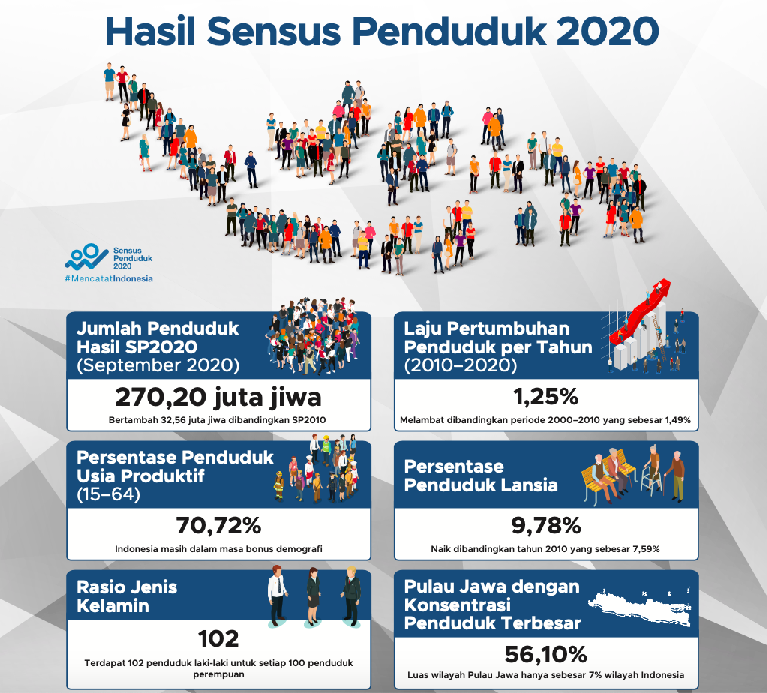 Hasil Sensus Penduduk 2020
Sensus
Penduduk
2020
#MencatatIndonesia
Jumlah Penduduk
Hasil SP2020
(September 2020)
270,20 juta jiwa
Bertambah 32,56 juta jiwa dibandingkan SP2010
Laju Pertumbuhan
Penduduk per Tahun
(2010–2020)
1,25%
Melambat dibandingkan periode 2000–2010 yang sebesar 1,49%
Persentase Penduduk
Usia Produktif
(15–64)
70,72%
Indonesia masih dalam masa bonus demografi
Persentase
Penduduk Lansia
9,78%
Naik dibandingkan tahun 2010 yang sebesar 7,59%
Rasio Jenis
Kelamin
102
Terdapat 102 penduduk laki-laki untuk setiap 100 penduduk
perempuan
Pulau Jawa dengan
Konsentrasi
Penduduk Terbesar
56,10%
Luas wilayah Pulau Jawa hanya sebesar 7% wilayah Indonesia